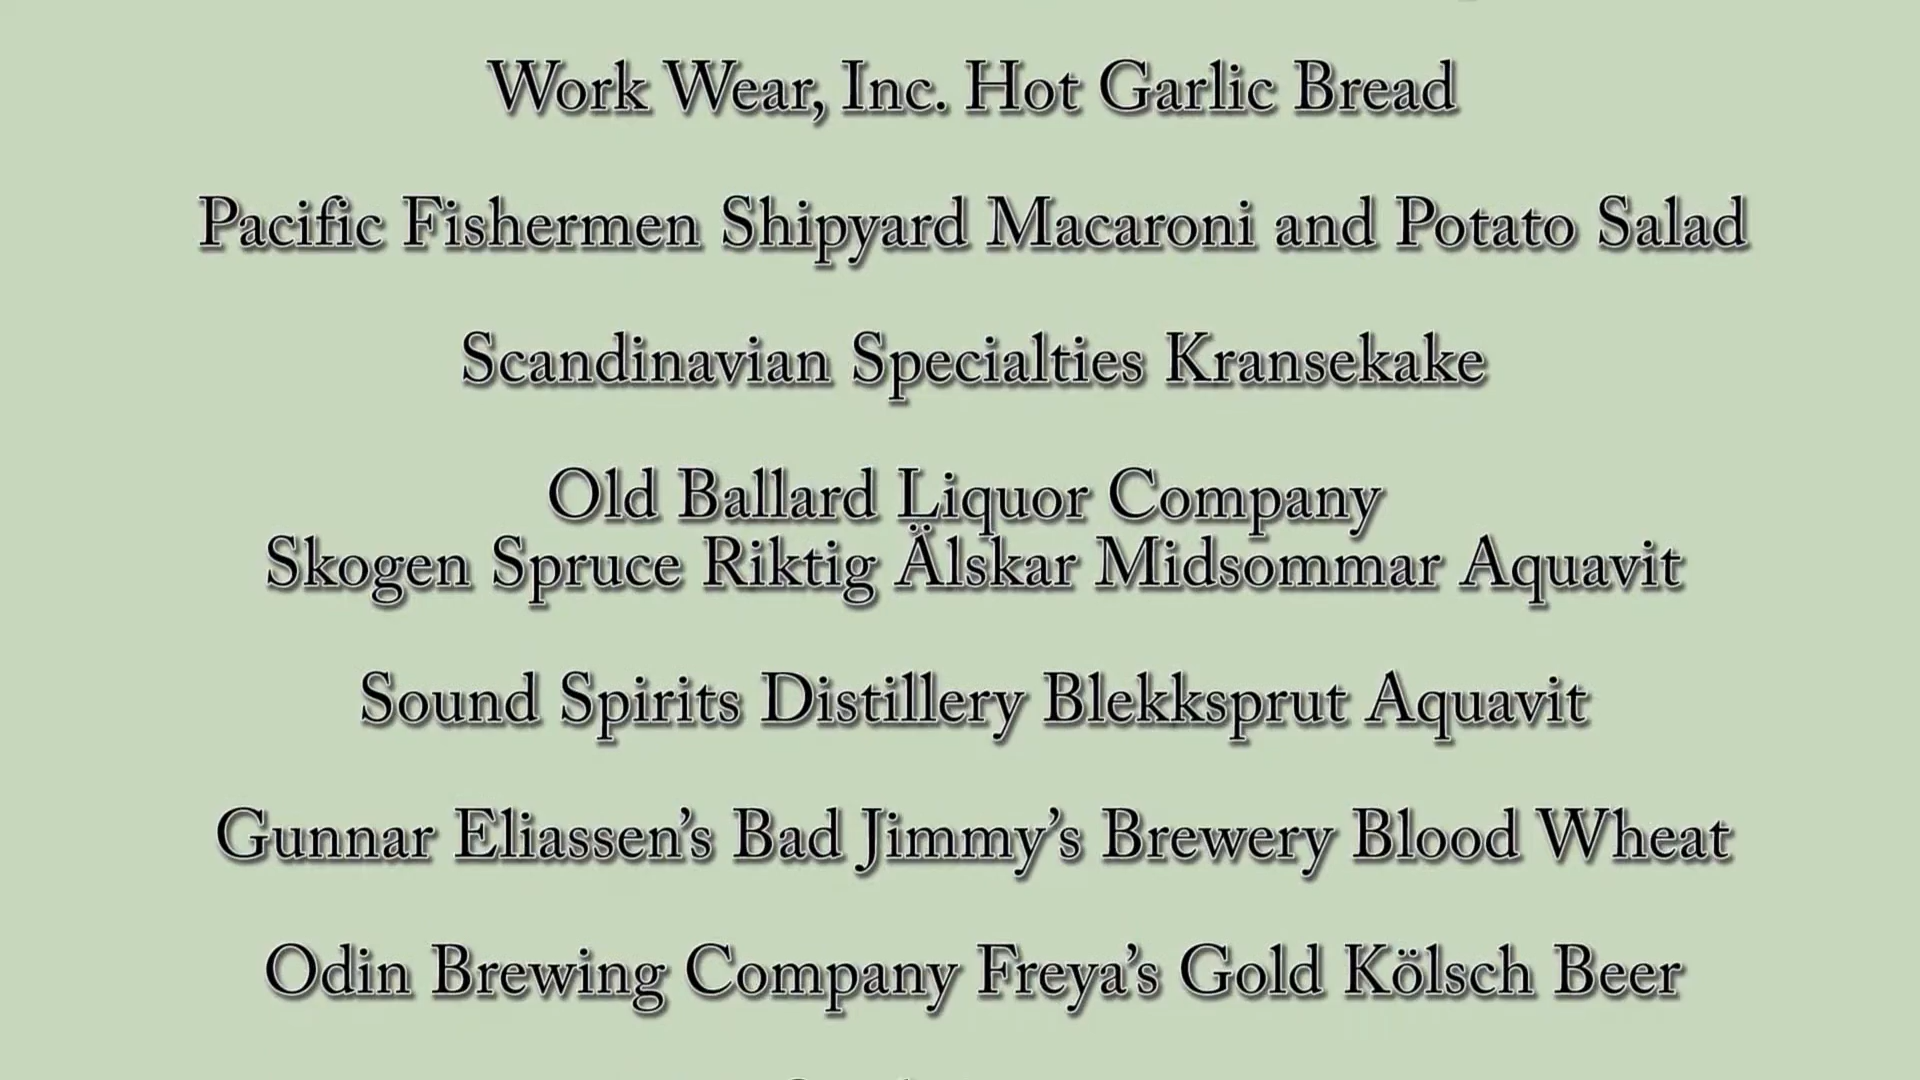 Work Wear, Inc. Hot Garlic Bread
Pacific Fishermen Shipyard Macaroni and Potato Salad
Scandinavian Specialties Kransekake
Old Ballard Liquor Company
Skogen Spruce Riktig Älskar Midsommar Aquavit
Sound Spirits Distillery Blekksprut Aquavit
Gunnar Eliassen's Bad Jimmy's Brewery Blood Wheat
Odin Brewing Company Freya's Gold Kölsch Beer